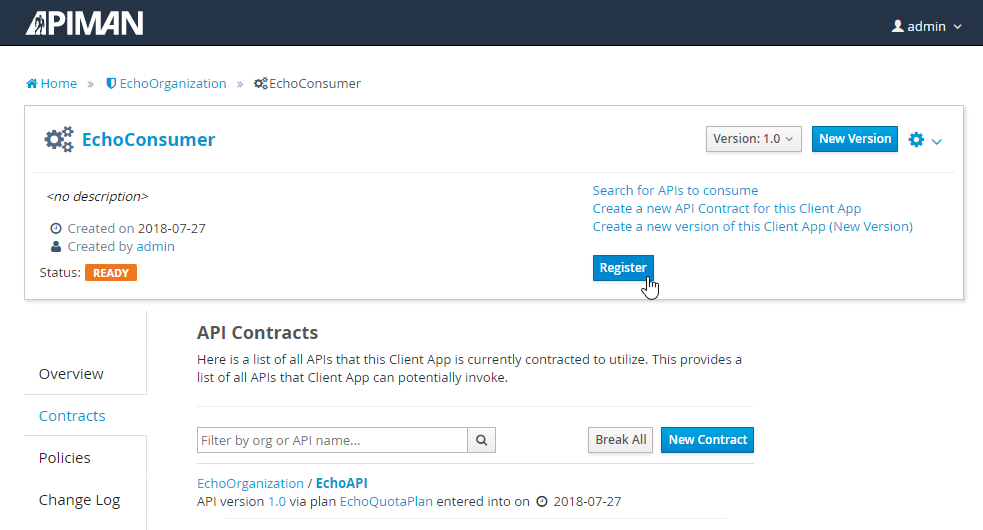 APIMAN
admin
Home » EchoOrganization » EchoConsumer
EchoConsumer
Version: 1.0
New Version
<no description>
Created on 2018-07-27
Created by admin
Status: READY
Search for APIs to consume
Create a new API Contract for this Client App
Create a new version of this Client App (New Version)
Register
Overview
Contracts
Policies
Change Log
API Contracts
Here is a list of all APIs that this Client App is currently contracted to utilize. This provides a
list of all APIs that Client App can potentially invoke.
Filter by org or API name...
Break All
New Contract
EchoOrganization / EchoAPI
API version 1.0 via plan EchoQuotaPlan entered into on 2018-07-27